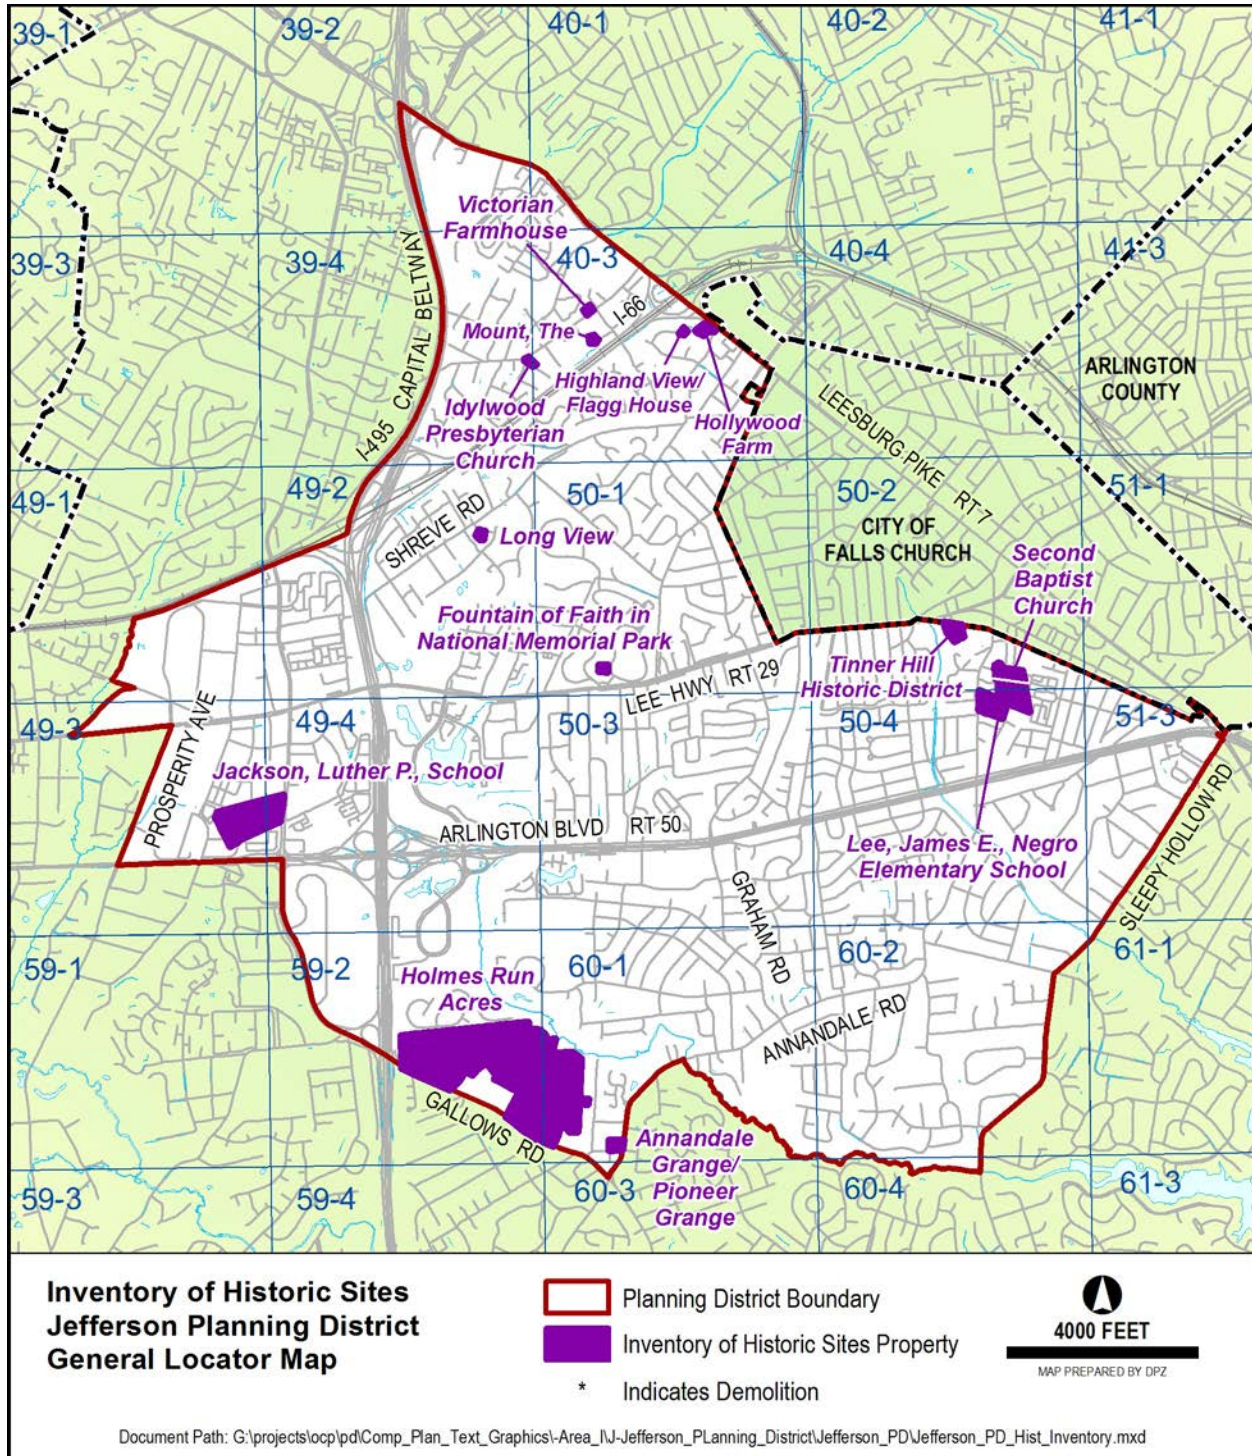 39-1
39-2
40-1
40-2
41-1
Victorian
Farmhouse
39-3
39-4
40-3
40-4
41-3
I-495 CAPITAL BELTWAY
I-66
Mount, The
Highland View/
Flagg House
Idylwood
Presbyterian
Church
Hollywood
Farm
LEESBURG PIKE RT 7
ARLINGTON
COUNTY
49-1
49-2
50-1
50-2
51-1
SHREVE RD
Long View
CITY OF
FALLS CHURCH
Second
Baptist
Church
Fountain of Faith in
National Memorial Park
Tinner Hill
Historic District
LEE HWY RT 29
49-3
49-4
50-3
50-4
51-3
PROSPERITY AVE
Jackson, Luther P., School
ARLINGTON BLVD RT 50
Lee, James E., Negro
Elementary School
SLEEPY HOLLOW RD
GRAHAM RD
59-1
59-2
60-1
60-2
61-1
Holmes Run
Acres
ANNANDALE RD
GALLOWS RD
Annandale
Grange/
Pioneer
Grange
59-3
59-4
60-3
60-4
61-3
Inventory of Historic Sites
Jefferson Planning District
General Locator Map
Planning District Boundary
Inventory of Historic Sites Property
* Indicates Demolition
4000 FEET
MAP PREPARED BY DPZ
Document Path: G:\projects\ocp\pd\Comp_Plan_Text_Graphics\-Area_I\J-Jefferson_PLanning_District\Jefferson_PD\Jefferson_PD_Hist_Inventory.mxd